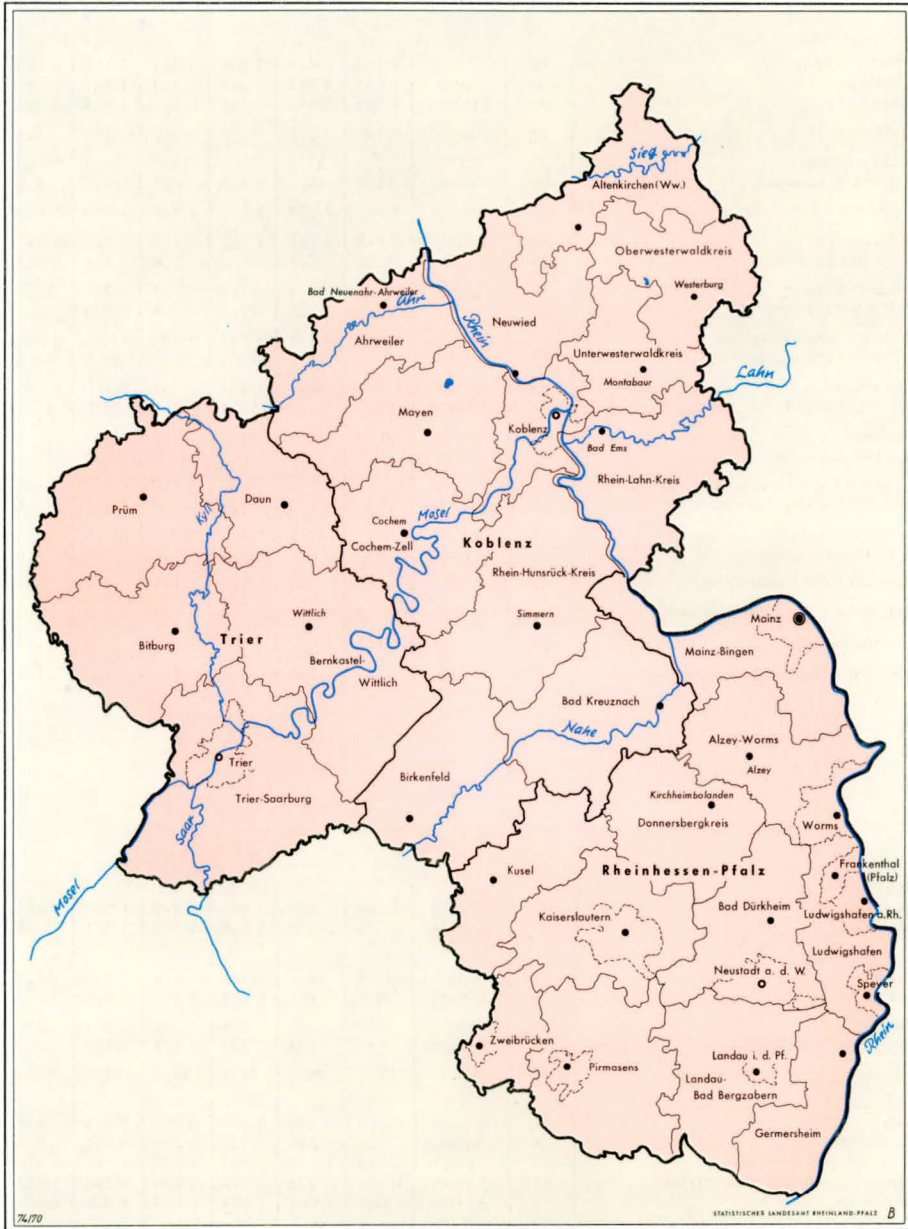 Sieg
Altenkirchen (Ww.)
Oberwesterwaldkreis
Westerburg
Bad Neuenahr-Ahrweiler
Ahr
Rhein
Neuwied
Ahrweiler
Unterwesterwaldkreis
Montabaur
Lahn
Mayen
Koblenz
Bad Ems
Rhein-Lahn-Kreis
Prüm
Kyll
Daun
Mosel
Cochem
Cochem-Zell
Koblenz
Rhein-Hunsrück-Kreis
Wittlich
Simmern
Mainz
Bitburg
Trier
Mainz-Bingen
Bernkastel-
Wittlich
Bad Kreuznach
Nahe
Alzey-Worms
Alzey
Trier
Birkenfeld
Trier-Saarburg
Kirchheimbolanden
Donnersbergkreis
Worms
Saar
Mosel
Kusel
Rheinhessen-Pfalz
Frankenthal
(Pfalz)
Kaiserslautern
Bad Dürkheim
Ludwigshafen a.Rh.
Ludwigshafen
Neustadt a. d. W.
Speyer
Rhein
Zweibrücken
Pirmasens
Landau i. d. Pf.
Landau-
Bad Bergzabern
Germersheim
74/70
STATISTISCHES LANDESAMT RHEINLAND-PFALZ B